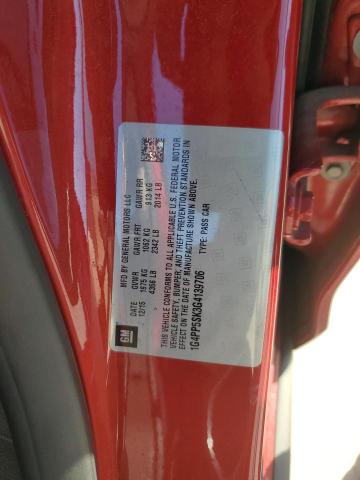 MFD BY GENERAL MOTORS LLC
DATE GVWR GAWR FRT GAWR RR
12/15 1675 KG 1062 KG 913 KG
4366 LB 2342 LB 2014 LB
THIS VEHICLE CONFORMS TO ALL APPLICABLE U.S. FEDERAL MOTOR
VEHICLE SAFETY, BUMPER, AND THEFT PREVENTION STANDARDS IN
EFFECT ON THE DATE OF MANUFACTURE SHOWN ABOVE.
1G4PP5SK3G4139706 TYPE: PASS CAR
GM